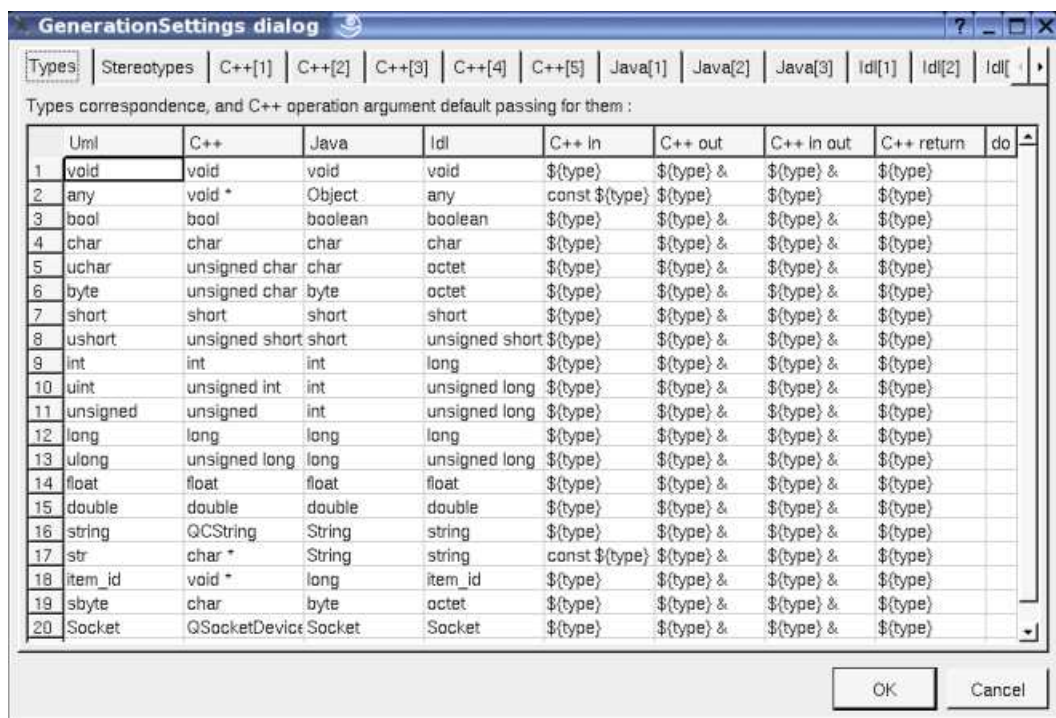 GenerationSettings dialog ?
Types Stereotypes C++[1] C++[2] C++[3] C++[4] C++[5] Java[1] Java[2] Java[3] Idl[1] Idl[2] Idl[
Types correspondence, and C++ operation argument default passing for them :
Uml C++ Java Idl C++ in C++ out C++ in out C++ return do
1 void void void void ${type} ${type} & ${type} & ${type}
2 any void * Object any const ${type} ${type} ${type} ${type}
3 bool bool boolean boolean ${type} ${type} & ${type} & ${type}
4 char char char char ${type} ${type} & ${type} & ${type}
5 uchar unsigned char char octet ${type} ${type} & ${type} & ${type}
6 byte unsigned char byte octet ${type} ${type} & ${type} & ${type}
7 short short short short ${type} ${type} & ${type} & ${type}
8 ushort unsigned short short unsigned short ${type} ${type} & ${type} & ${type}
9 int int int long ${type} ${type} & ${type} & ${type}
10 uint unsigned int int unsigned long ${type} ${type} & ${type} & ${type}
11 unsigned unsigned int unsigned long ${type} ${type} & ${type} & ${type}
12 long long long long ${type} ${type} & ${type} & ${type}
13 ulong unsigned long long unsigned long ${type} ${type} & ${type} & ${type}
14 float float float float ${type} ${type} & ${type} & ${type}
15 double double double double ${type} ${type} & ${type} & ${type}
16 string QCString String string ${type} ${type} & ${type} & ${type}
17 str char * String string const ${type} ${type} & ${type} & ${type}
18 item_id void * long item_id ${type} ${type} & ${type} & ${type}
19 sbyte char byte octet ${type} ${type} & ${type} & ${type}
20 Socket QSocketDevice Socket Socket ${type} ${type} & ${type} & ${type}
OK Cancel